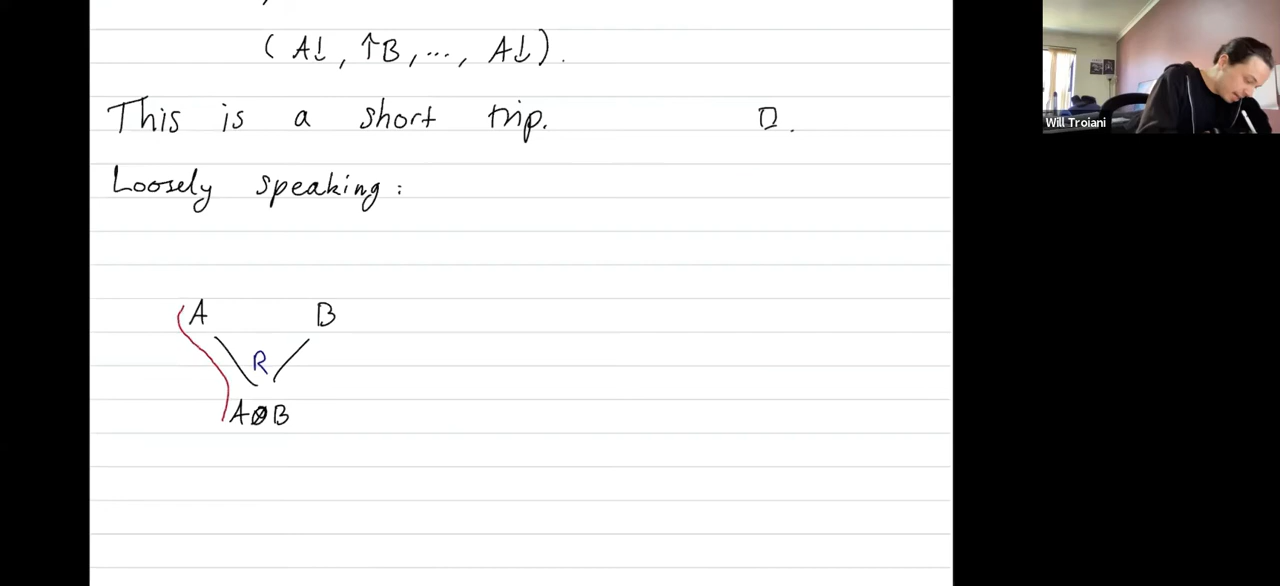 ( A↓ , ↑B , ... , A↓ ) .
This is a short trip. □ .
Loosely speaking :
A B
R
A⊗B
Will Troiani